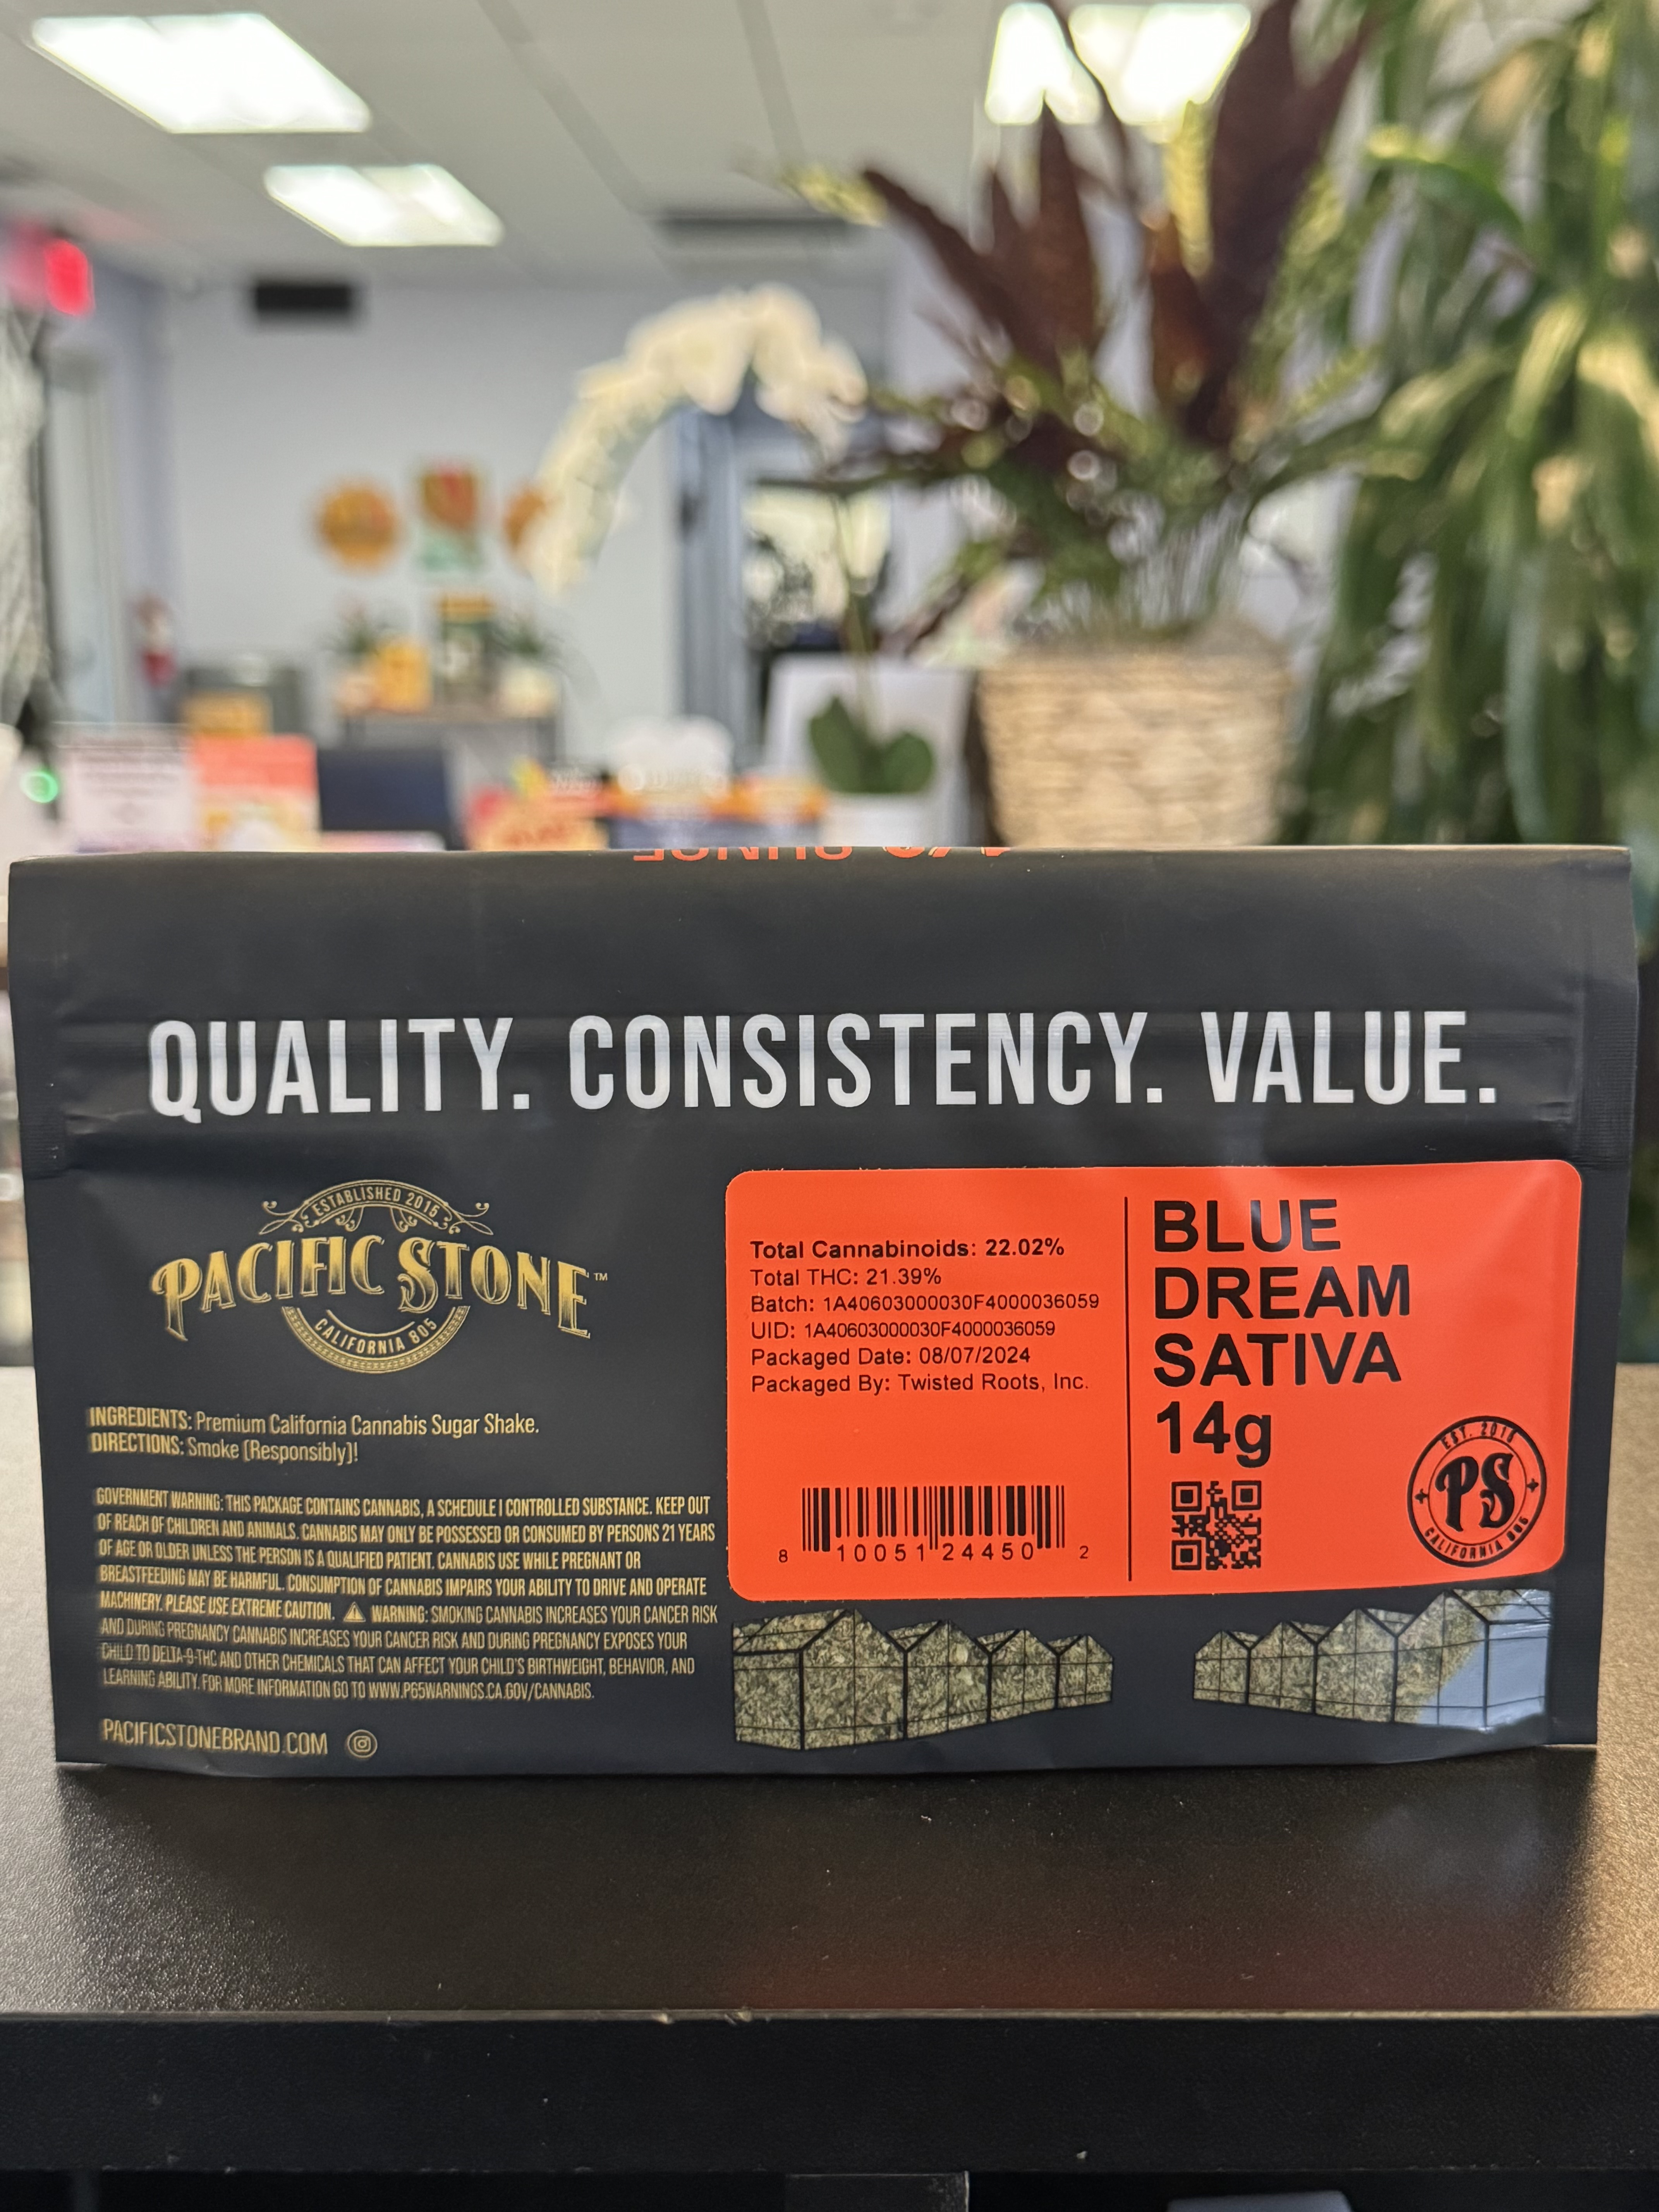 1/2 OUNCE
QUALITY. CONSISTENCY. VALUE.
ESTABLISHED 2015
PACIFIC STONE™
CALIFORNIA 805
INGREDIENTS: Premium California Cannabis Sugar Shake.
DIRECTIONS: Smoke (Responsibly)!
GOVERNMENT WARNING: THIS PACKAGE CONTAINS CANNABIS, A SCHEDULE I CONTROLLED SUBSTANCE. KEEP OUT
OF REACH OF CHILDREN AND ANIMALS. CANNABIS MAY ONLY BE POSSESSED OR CONSUMED BY PERSONS 21 YEARS
OF AGE OR OLDER UNLESS THE PERSON IS A QUALIFIED PATIENT. CANNABIS USE WHILE PREGNANT OR
BREASTFEEDING MAY BE HARMFUL. CONSUMPTION OF CANNABIS IMPAIRS YOUR ABILITY TO DRIVE AND OPERATE
MACHINERY. PLEASE USE EXTREME CAUTION. ⚠ WARNING: SMOKING CANNABIS INCREASES YOUR CANCER RISK
AND DURING PREGNANCY CANNABIS INCREASES YOUR CANCER RISK AND DURING PREGNANCY EXPOSES YOUR
CHILD TO DELTA-9-THC AND OTHER CHEMICALS THAT CAN AFFECT YOUR CHILD'S BIRTHWEIGHT, BEHAVIOR, AND
LEARNING ABILITY. FOR MORE INFORMATION GO TO WWW.P65WARNINGS.CA.GOV/CANNABIS.
PACIFICSTONEBRAND.COM
Total Cannabinoids: 22.02%
Total THC: 21.39%
Batch: 1A40603000030F4000036059
UID: 1A40603000030F4000036059
Packaged Date: 08/07/2024
Packaged By: Twisted Roots, Inc.
8 10051 24450 2
BLUE
DREAM
SATIVA
14g
EST. 2015
PS
CALIFORNIA 805